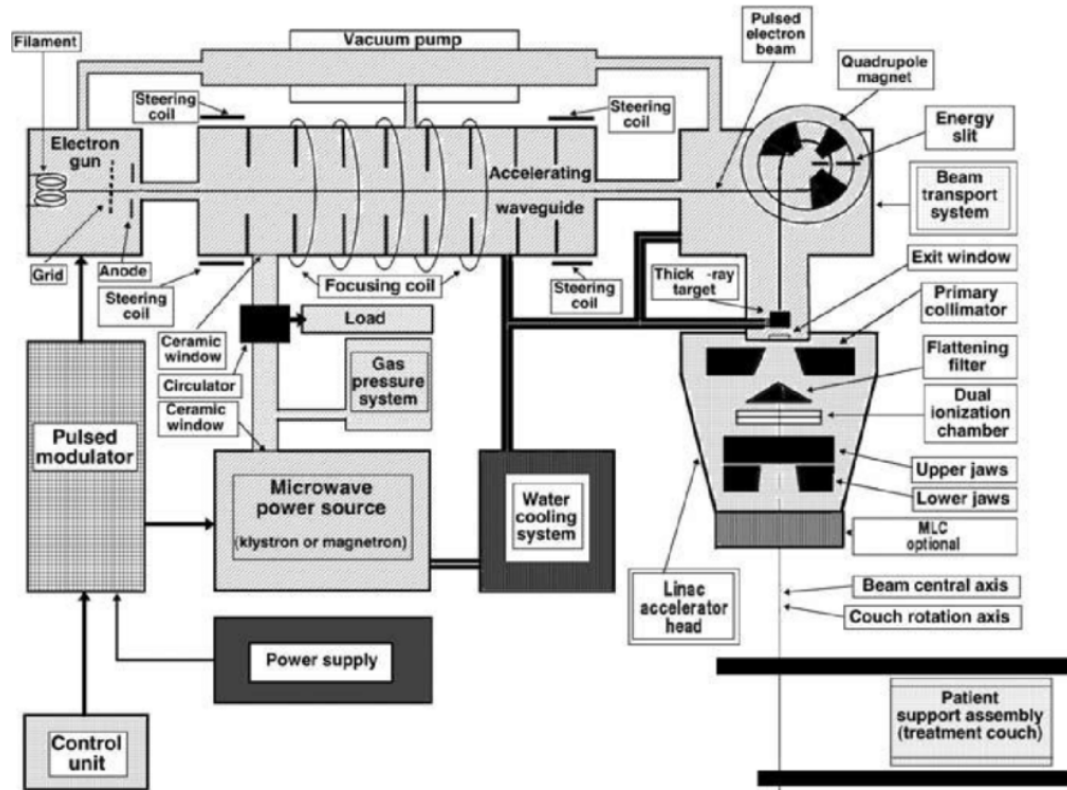 Filament
Vacuum pump
Pulsed
electron
beam
Quadrupole
magnet
Steering
coil
Steering
coil
Energy
slit
Electron
gun
Accelerating
waveguide
Beam
transport
system
Grid
Anode
Steering
coil
Focusing coil
Steering
coil
Thick -ray
target
Exit window
Primary
collimator
Load
Ceramic
window
Gas
pressure
system
Flattening
filter
Circulator
Ceramic
window
Dual
ionization
chamber
Pulsed
modulator
Microwave
power source
(klystron or magnetron)
Water
cooling
system
Upper jaws
Lower jaws
MLC
optional
Linac
accelerator
head
Beam central axis
Couch rotation axis
Power supply
Control
unit
Patient
support assembly
(treatment couch)